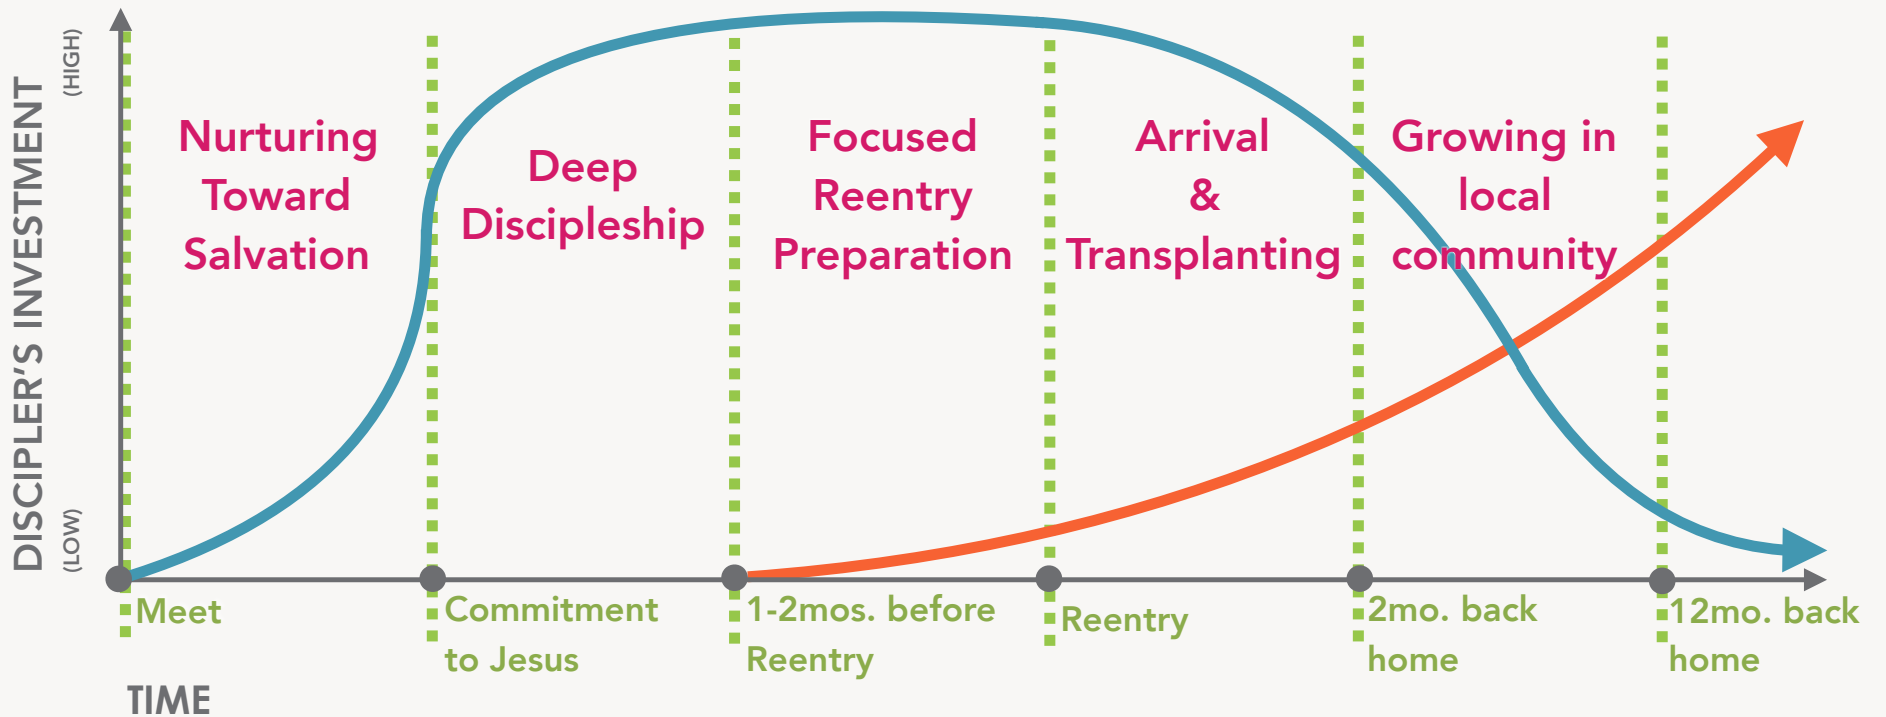 DISCIPLER'S INVESTMENT
(HIGH)
(LOW)
Nurturing
Toward
Salvation
Deep
Discipleship
Focused
Reentry
Preparation
Arrival
&
Transplanting
Growing in
local
community
Meet
Commitment
to Jesus
1-2mos. before
Reentry
Reentry
2mo. back
home
12mo. back
home
TIME